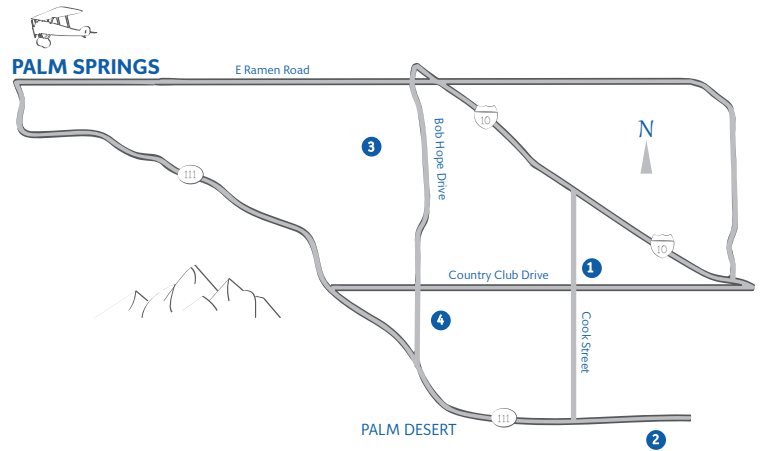 PALM SPRINGS
E Ramen Road
10
Bob Hope Drive
N
3
111
10
1
Country Club Drive
4
Cook Street
111
PALM DESERT
2